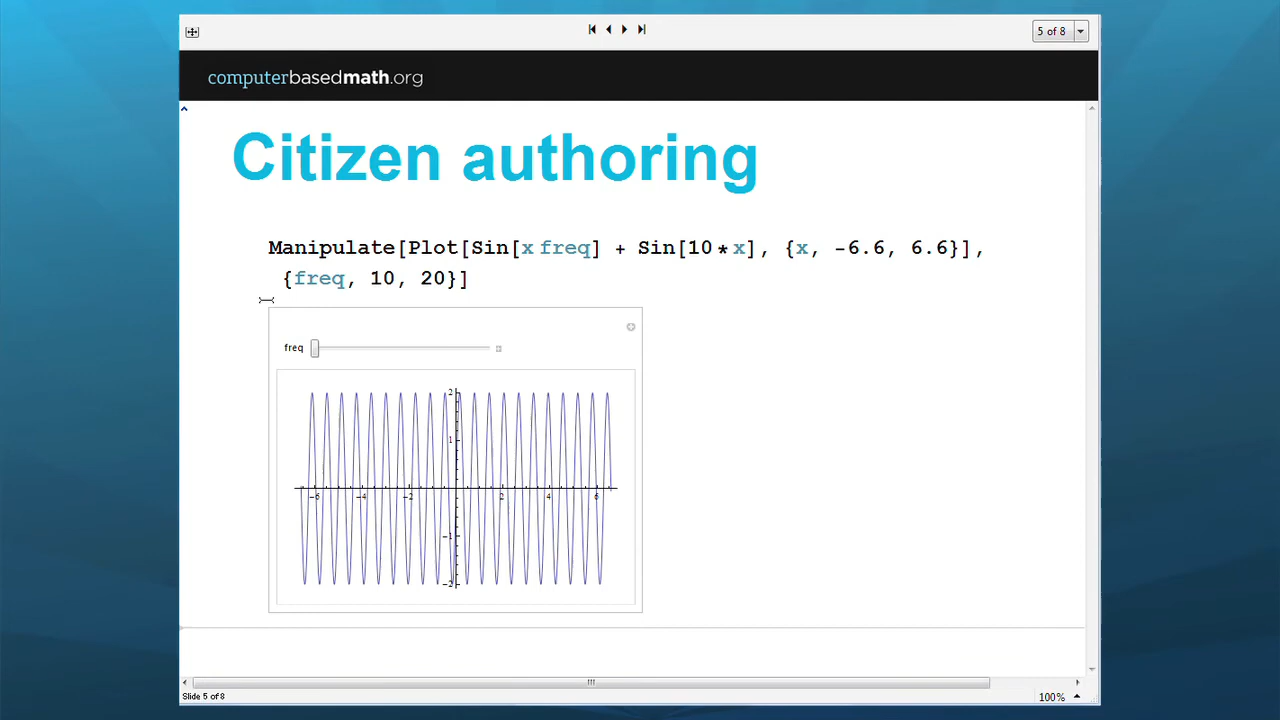 5 of 8
computerbasedmath.org
Citizen authoring
Manipulate[Plot[Sin[x freq] + Sin[10*x], {x, -6.6, 6.6}],
{freq, 10, 20}]
freq
2
1
-6 -4 -2 2 4 6
-1
-2
Slide 5 of 8
100%